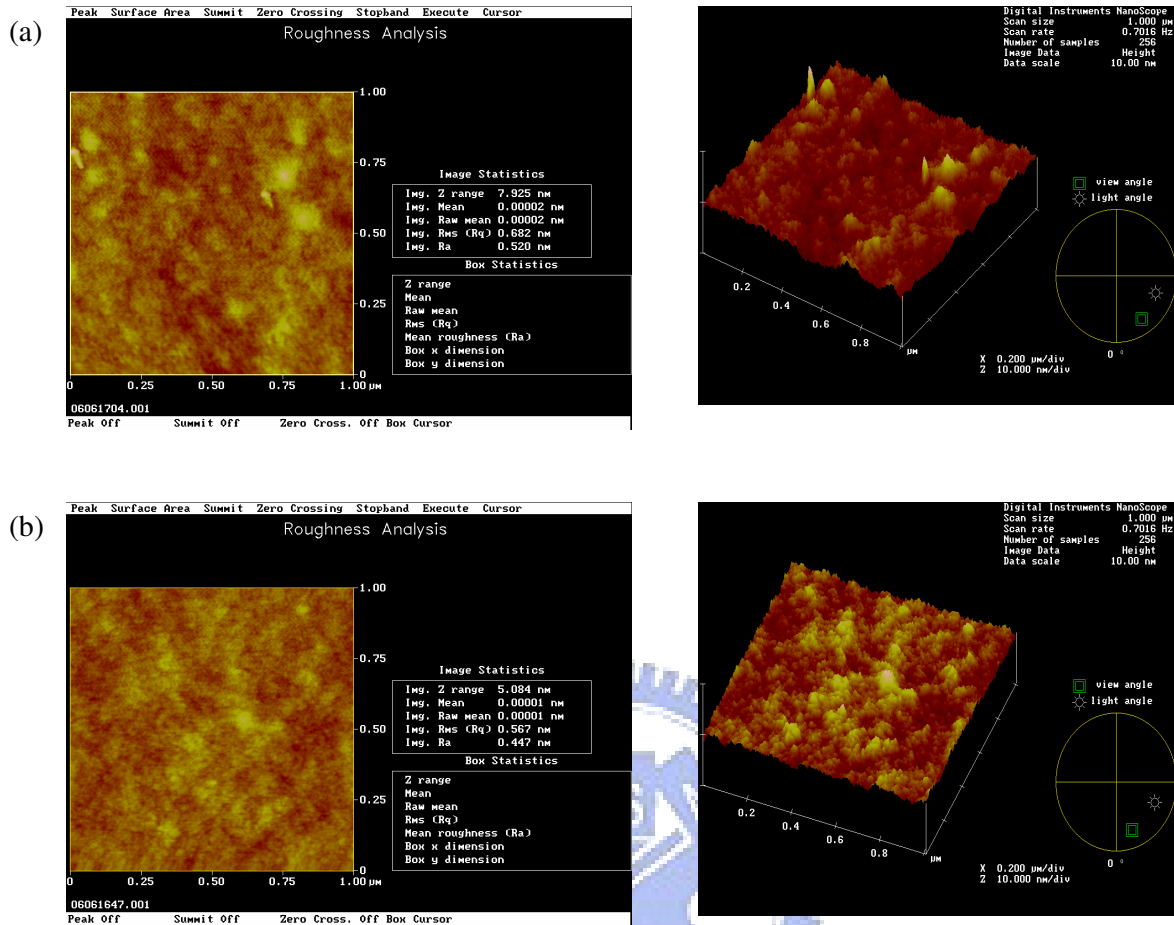 (a)
Peak Surface Area Summit Zero Crossing Stopband Execute Cursor
Roughness Analysis
1.00
0.75
0.50
0.25
0
0 0.25 0.50 0.75 1.00 µm
Image Statistics
Img. Z range 7.925 nm
Img. Mean 0.00002 nm
Img. Raw mean 0.00002 nm
Img. Rms (Rq) 0.682 nm
Img. Ra 0.520 nm
Box Statistics
Z range
Mean
Raw mean
Rms (Rq)
Mean roughness (Ra)
Box x dimension
Box y dimension
06061704.001
Peak Off Summit Off Zero Cross. Off Box Cursor
Digital Instruments NanoScope
Scan size 1.000 µm
Scan rate 0.7016 Hz
Number of samples 256
Image Data Height
Data scale 10.00 nm
view angle
light angle
0.2
0.4
0.6
0.8
µm
X 0.200 µm/div
Z 10.000 nm/div
0 °
(b)
Peak Surface Area Summit Zero Crossing Stopband Execute Cursor
Roughness Analysis
1.00
0.75
0.50
0.25
0
0 0.25 0.50 0.75 1.00 µm
Image Statistics
Img. Z range 5.084 nm
Img. Mean 0.00001 nm
Img. Raw mean 0.00001 nm
Img. Rms (Rq) 0.567 nm
Img. Ra 0.447 nm
Box Statistics
Z range
Mean
Raw mean
Rms (Rq)
Mean roughness (Ra)
Box x dimension
Box y dimension
06061647.001
Peak Off Summit Off Zero Cross. Off Box Cursor
Digital Instruments NanoScope
Scan size 1.000 µm
Scan rate 0.7016 Hz
Number of samples 256
Image Data Height
Data scale 10.00 nm
view angle
light angle
0.2
0.4
0.6
0.8
µm
X 0.200 µm/div
Z 10.000 nm/div
0 °